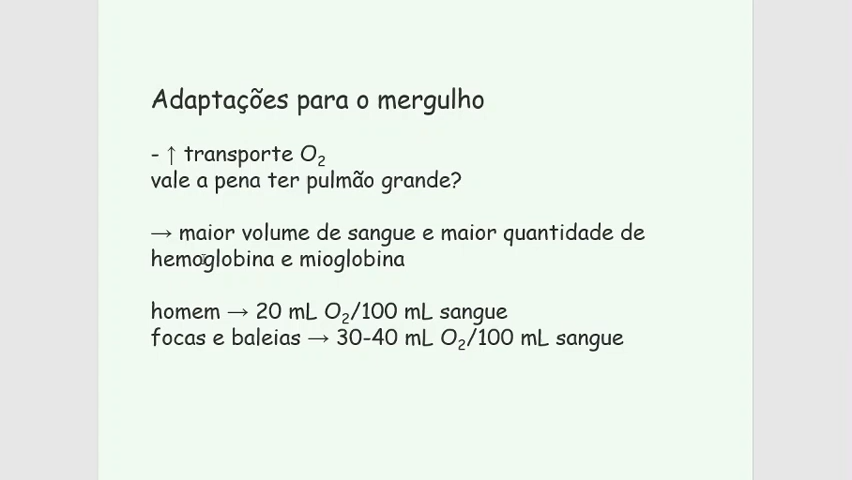 Adaptações para o mergulho
- ↑ transporte O₂
vale a pena ter pulmão grande?
→ maior volume de sangue e maior quantidade de
hemoglobina e mioglobina
homem → 20 mL O₂/100 mL sangue
focas e baleias → 30-40 mL O₂/100 mL sangue